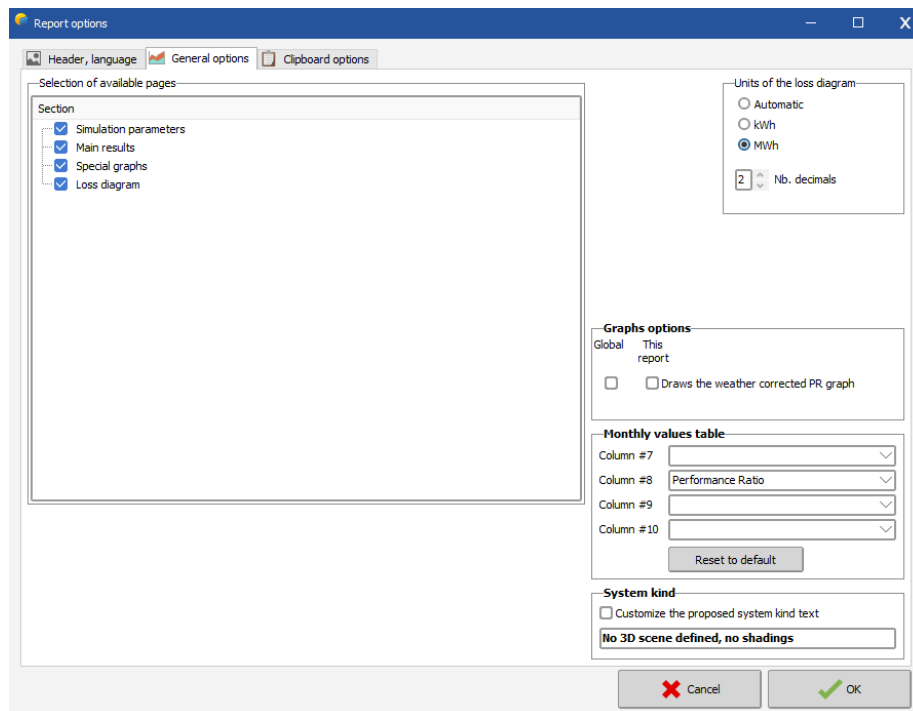 Report options
Header, language
General options
Clipboard options
Selection of available pages
Section
Simulation parameters
Main results
Special graphs
Loss diagram
Units of the loss diagram
Automatic
kWh
MWh
2 Nb. decimals
Graphs options
Global This
report
Draws the weather corrected PR graph
Monthly values table
Column #7
Column #8 Performance Ratio
Column #9
Column #10
Reset to default
System kind
Customize the proposed system kind text
No 3D scene defined, no shadings
Cancel
OK